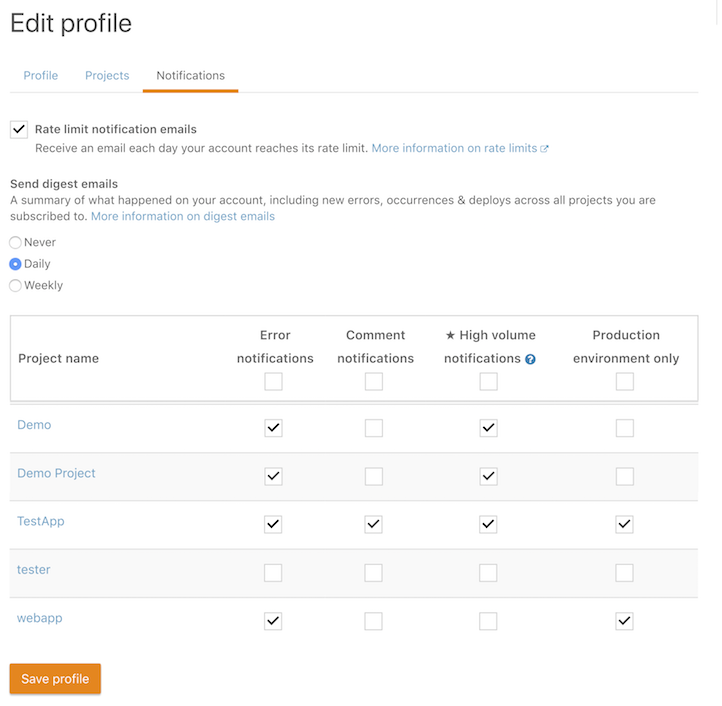 Edit profile
Profile Projects Notifications
Rate limit notification emails
Receive an email each day your account reaches its rate limit. More information on rate limits
Send digest emails
A summary of what happened on your account, including new errors, occurrences & deploys across all projects you are
subscribed to. More information on digest emails
Never
Daily
Weekly
Error Comment ★ High volume Production
Project name notifications notifications notifications ? environment only
Demo
Demo Project
TestApp
tester
webapp
Save profile